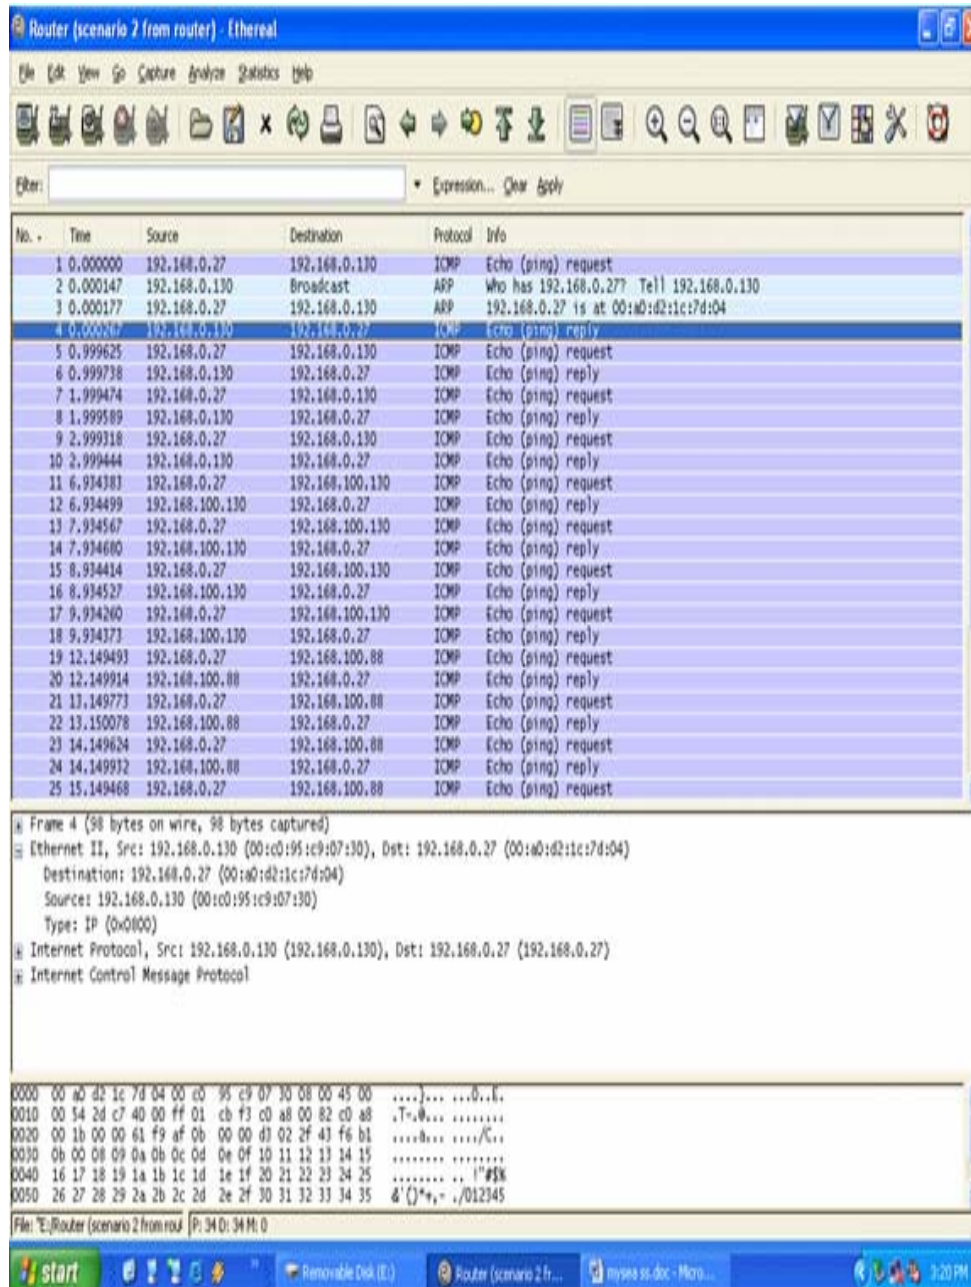 Router (scenario 2 from router) - Ethereal
File Edit View Go Capture Analyze Statistics Help
Filter: Expression... Clear Apply
No. - Time Source Destination Protocol Info
1 0.000000 192.168.0.27 192.168.0.130 ICMP Echo (ping) request
2 0.000147 192.168.0.130 Broadcast ARP Who has 192.168.0.27? Tell 192.168.0.130
3 0.000177 192.168.0.27 192.168.0.130 ARP 192.168.0.27 is at 00:a0:d2:1c:7d:04
4 0.000267 192.168.0.130 192.168.0.27 ICMP Echo (ping) reply
5 0.999625 192.168.0.27 192.168.0.130 ICMP Echo (ping) request
6 0.999738 192.168.0.130 192.168.0.27 ICMP Echo (ping) reply
7 1.999474 192.168.0.27 192.168.0.130 ICMP Echo (ping) request
8 1.999589 192.168.0.130 192.168.0.27 ICMP Echo (ping) reply
9 2.999318 192.168.0.27 192.168.0.130 ICMP Echo (ping) request
10 2.999444 192.168.0.130 192.168.0.27 ICMP Echo (ping) reply
11 6.934383 192.168.0.27 192.168.100.130 ICMP Echo (ping) request
12 6.934499 192.168.100.130 192.168.0.27 ICMP Echo (ping) reply
13 7.934567 192.168.0.27 192.168.100.130 ICMP Echo (ping) request
14 7.934680 192.168.100.130 192.168.0.27 ICMP Echo (ping) reply
15 8.934414 192.168.0.27 192.168.100.130 ICMP Echo (ping) request
16 8.934527 192.168.100.130 192.168.0.27 ICMP Echo (ping) reply
17 9.934260 192.168.0.27 192.168.100.130 ICMP Echo (ping) request
18 9.934373 192.168.100.130 192.168.0.27 ICMP Echo (ping) reply
19 12.149493 192.168.0.27 192.168.100.88 ICMP Echo (ping) request
20 12.149914 192.168.100.88 192.168.0.27 ICMP Echo (ping) reply
21 13.149773 192.168.0.27 192.168.100.88 ICMP Echo (ping) request
22 13.150078 192.168.100.88 192.168.0.27 ICMP Echo (ping) reply
23 14.149624 192.168.0.27 192.168.100.88 ICMP Echo (ping) request
24 14.149932 192.168.100.88 192.168.0.27 ICMP Echo (ping) reply
25 15.149468 192.168.0.27 192.168.100.88 ICMP Echo (ping) request
Frame 4 (98 bytes on wire, 98 bytes captured)
Ethernet II, Src: 192.168.0.130 (00:c0:95:c9:07:30), Dst: 192.168.0.27 (00:a0:d2:1c:7d:04)
Destination: 192.168.0.27 (00:a0:d2:1c:7d:04)
Source: 192.168.0.130 (00:c0:95:c9:07:30)
Type: IP (0x0800)
Internet Protocol, Src: 192.168.0.130 (192.168.0.130), Dst: 192.168.0.27 (192.168.0.27)
Internet Control Message Protocol
0000 00 a0 d2 1c 7d 04 00 c0 95 c9 07 30 08 00 45 00 ....}... ...0..E.
0010 00 54 2d c7 40 00 ff 01 cb f3 c0 a8 00 82 c0 a8 .T-.@... ........
0020 00 1b 00 00 61 f9 af 0b 00 00 d3 02 2f 43 f6 b1 ....a... ..../C..
0030 0b 00 08 09 0a 0b 0c 0d 0e 0f 10 11 12 13 14 15 ........ ........
0040 16 17 18 19 1a 1b 1c 1d 1e 1f 20 21 22 23 24 25 ........ .. !"#$%
0050 26 27 28 29 2a 2b 2c 2d 2e 2f 30 31 32 33 34 35 &'()*+,- ./012345
File: "E:/Router (scenario 2 from rout P: 34 D: 34 M: 0
start Removable Disk (E:) Router (scenario 2 fr... mysea ss.doc - Micro... 3:20 PM